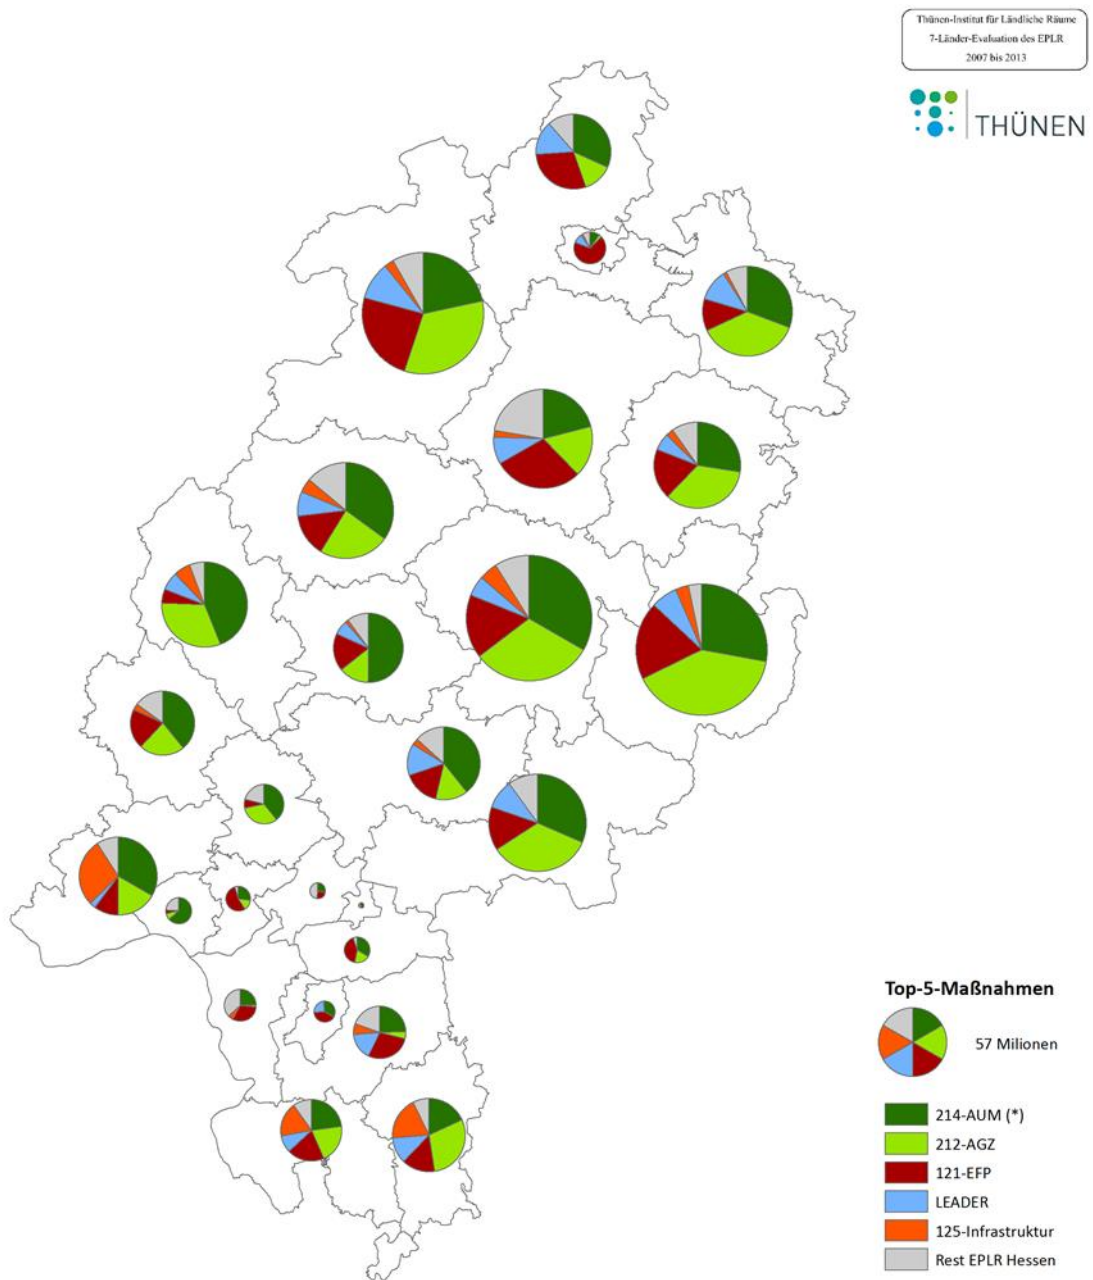 Thünen-Institut für Ländliche Räume
7-Länder-Evaluation des EPLR
2007 bis 2013
THÜNEN
Top-5-Maßnahmen
57 Milionen
214-AUM (*)
212-AGZ
121-EFP
LEADER
125-Infrastruktur
Rest EPLR Hessen